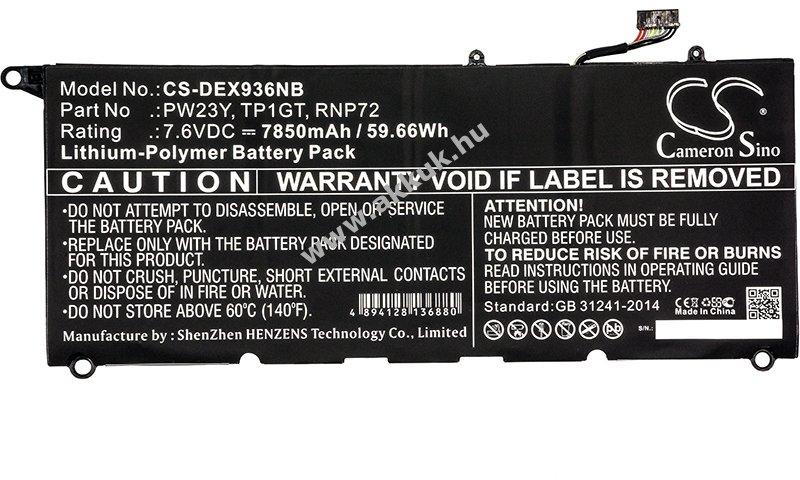 Model No.:CS-DEX936NB
Part No. :PW23Y, TP1GT, RNP72
Rating :7.6VDC ⎓ 7850mAh / 59.66Wh
Lithium-Polymer Battery Pack
CS
Cameron Sino
CAUTION
WARRANTY VOID IF LABEL IS REMOVED
•DO NOT ATTEMPT TO DISASSEMBLE, OPEN OR SERVICE
THE BATTERY PACK.
•REPLACE ONLY WITH THE BATTERY PACK DESIGNATED
FOR THIS PRODUCT.
•DO NOT CRUSH, PUNCTURE, SHORT EXTERNAL CONTACTS
OR DISPOSE OF IN FIRE OR WATER.
•DO NOT STORE ABOVE 60℃ (140℉).
4 894128 136880
Manufacture by : ShenZhen HENZENS Technology Co., Limited
ATTENTION!
NEW BATTERY PACK MUST BE FULLY
CHARGED BEFORE USE.
TO REDUCE RISK OF FIRE OR BURNS
READ INSTRUCTIONS IN OPERATING GUIDE
BEFORE USING THE BATTERY PACK.
Standard:GB 31241-2014
CE
Made In China
S/N.:
www.akkuk.hu